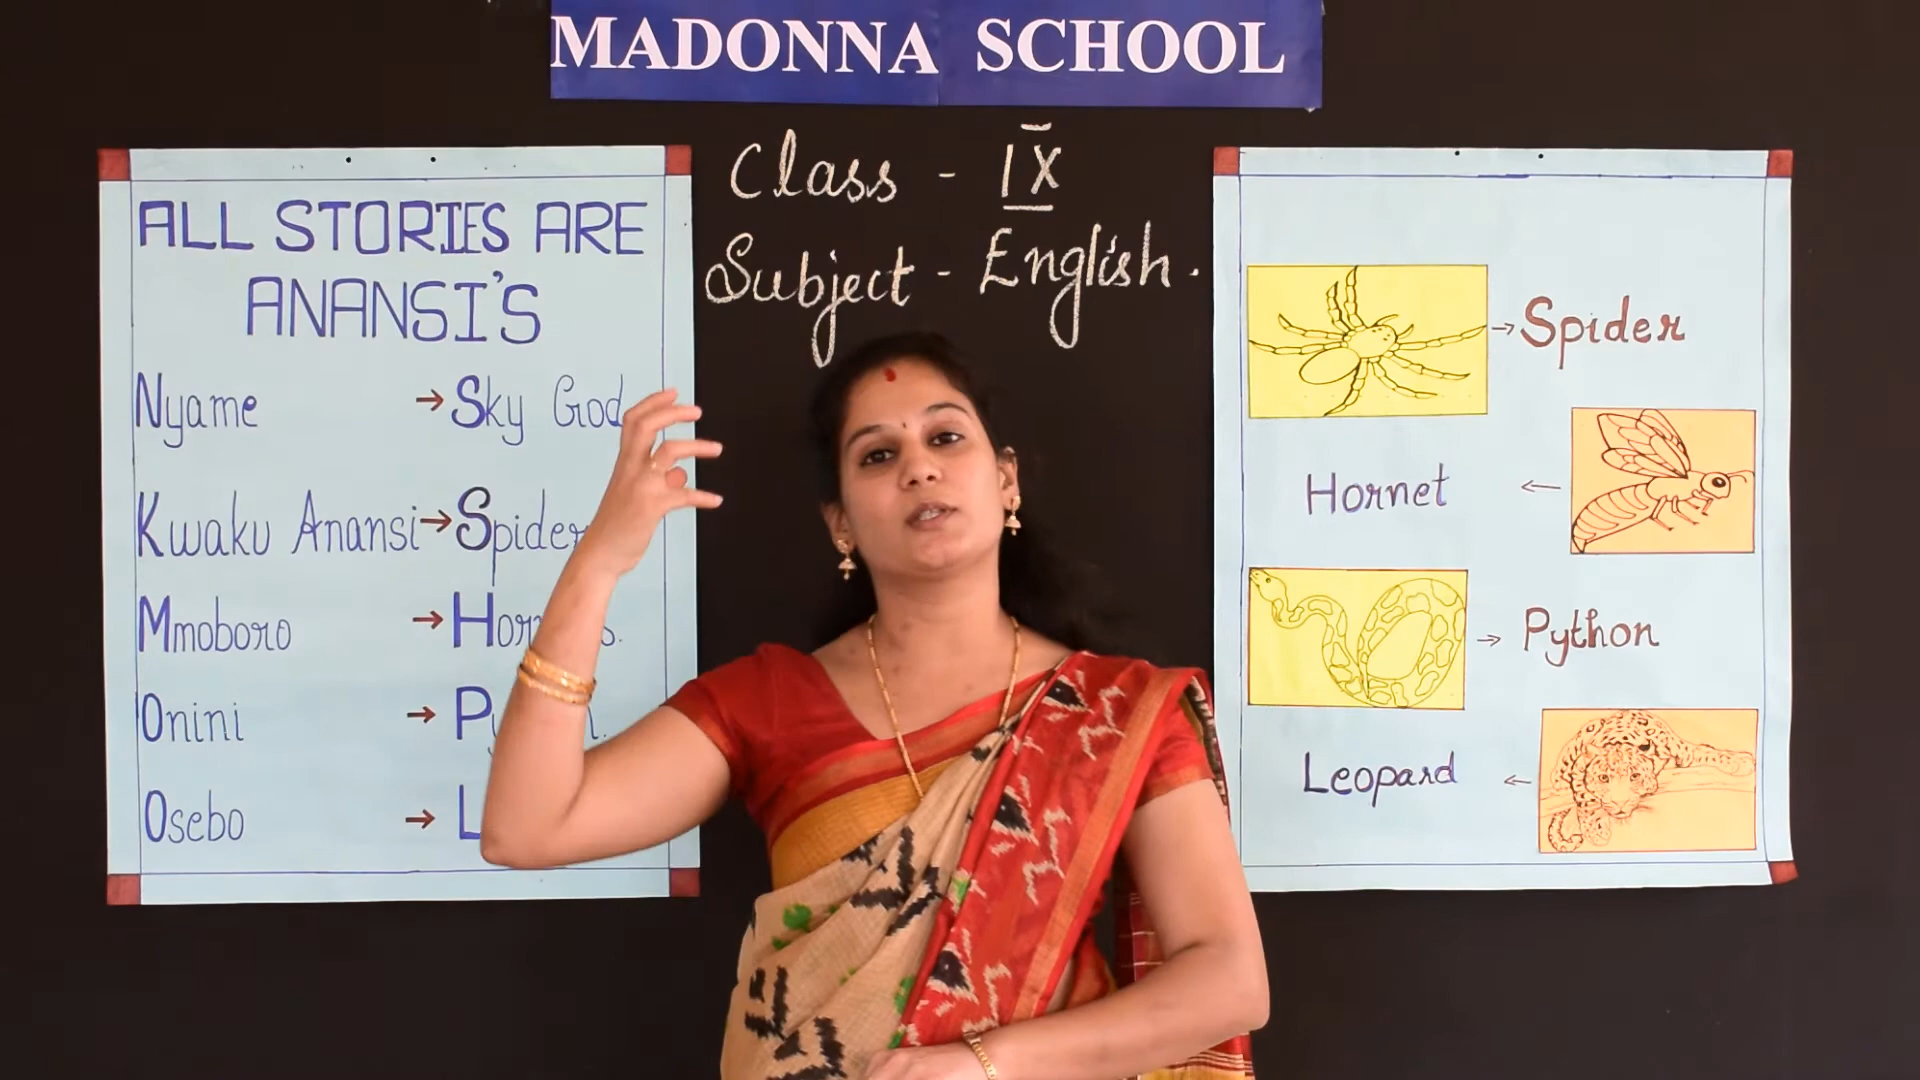 MADONNA SCHOOL
Class - IX
Subject - English.
ALL STORIES ARE
ANANSI'S
Nyame → Sky God
Kwaku Anansi → Spider
Mmoboro →
Onini →
Osebo →
→ Spider
Hornet ←
→ Python
Leopard ←